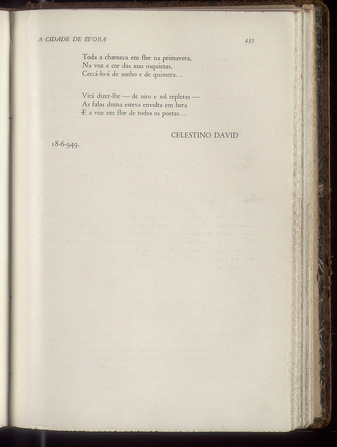 A CIDADE DE EVORA 435
Toda a charneca em flor na primavera,
Na voz e cor das asas inquietas,
Cercá-lo-á de sonho e de quimera...
Virá dizer-lhe — de oiro e sol repletas —
As falas duma esteva envolta em hera
E a voz em flor de todos os poetas...
CELESTINO DAVID
18-6-949.